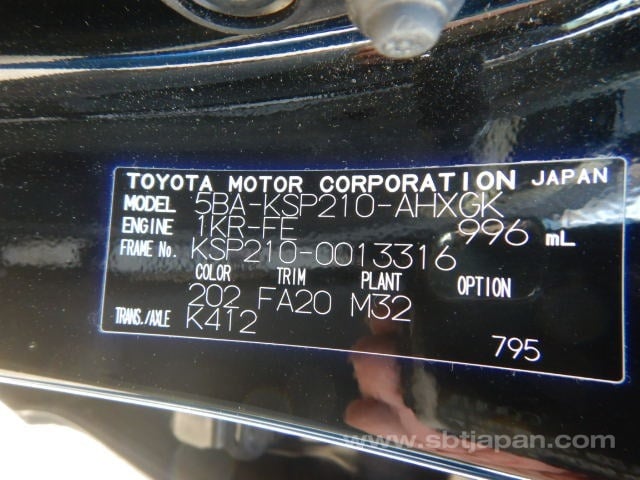 TOYOTA MOTOR CORPORATION JAPAN
MODEL 5BA-KSP210-AHXGK
ENGINE 1KR-FE 996 mL
FRAME No. KSP210-0013316
COLOR TRIM PLANT OPTION
202 FA20 M32
TRANS./AXLE K412
795
www.sbtjapan.com